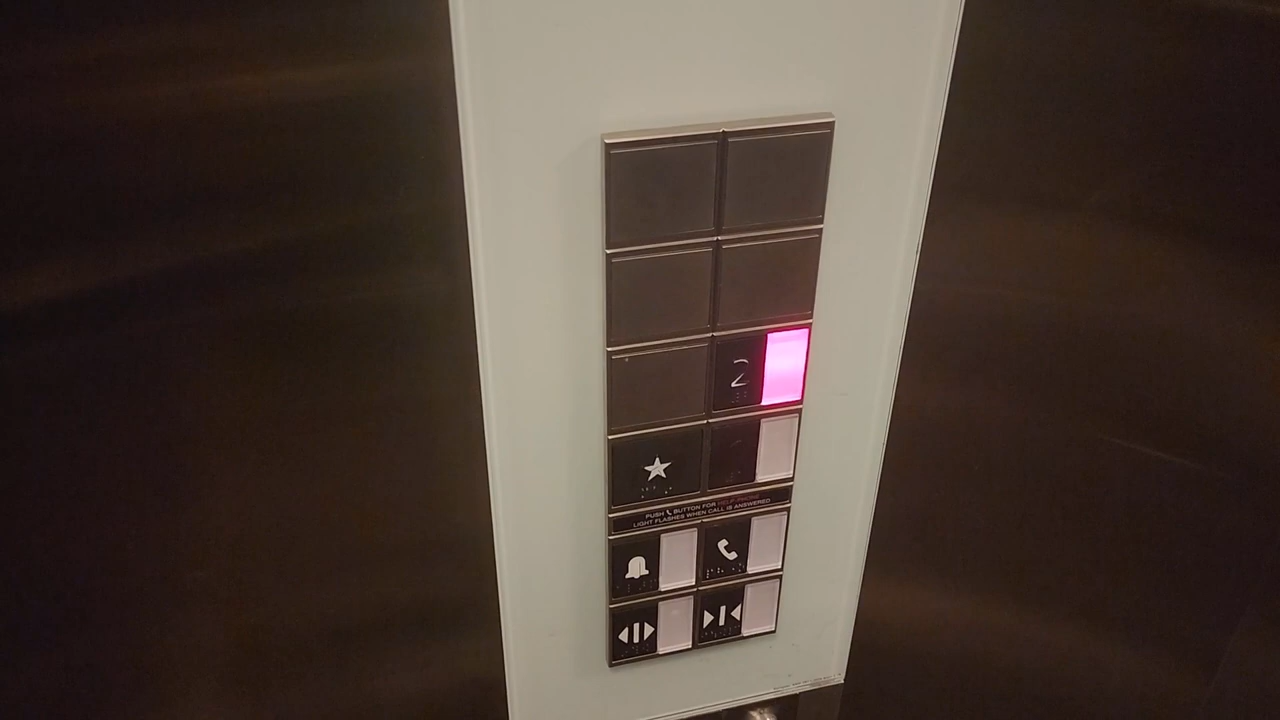 2
PUSH BUTTON FOR HELP-PHONE
LIGHT FLASHES WHEN CALL IS ANSWERED